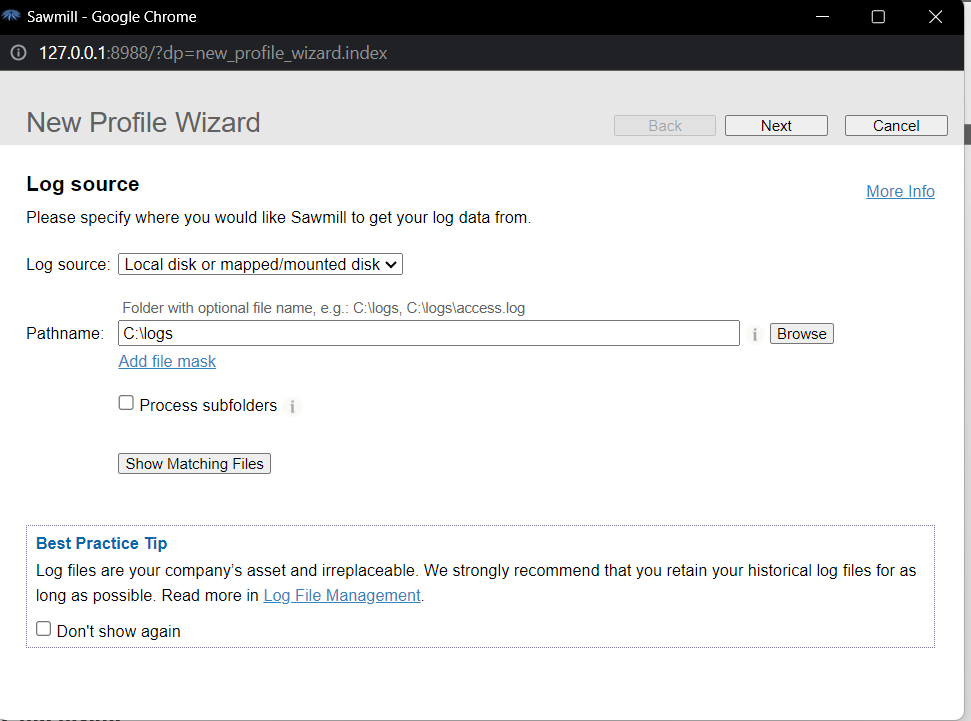 Sawmill - Google Chrome
127.0.0.1:8988/?dp=new_profile_wizard.index
New Profile Wizard
Back
Next
Cancel
Log source
More Info
Please specify where you would like Sawmill to get your log data from.
Log source: Local disk or mapped/mounted disk
Folder with optional file name, e.g.: C:\logs, C:\logs\access.log
Pathname: C:\logs
i
Browse
Add file mask
Process subfolders i
Show Matching Files
Best Practice Tip
Log files are your company's asset and irreplaceable. We strongly recommend that you retain your historical log files for as
long as possible. Read more in Log File Management.
Don't show again